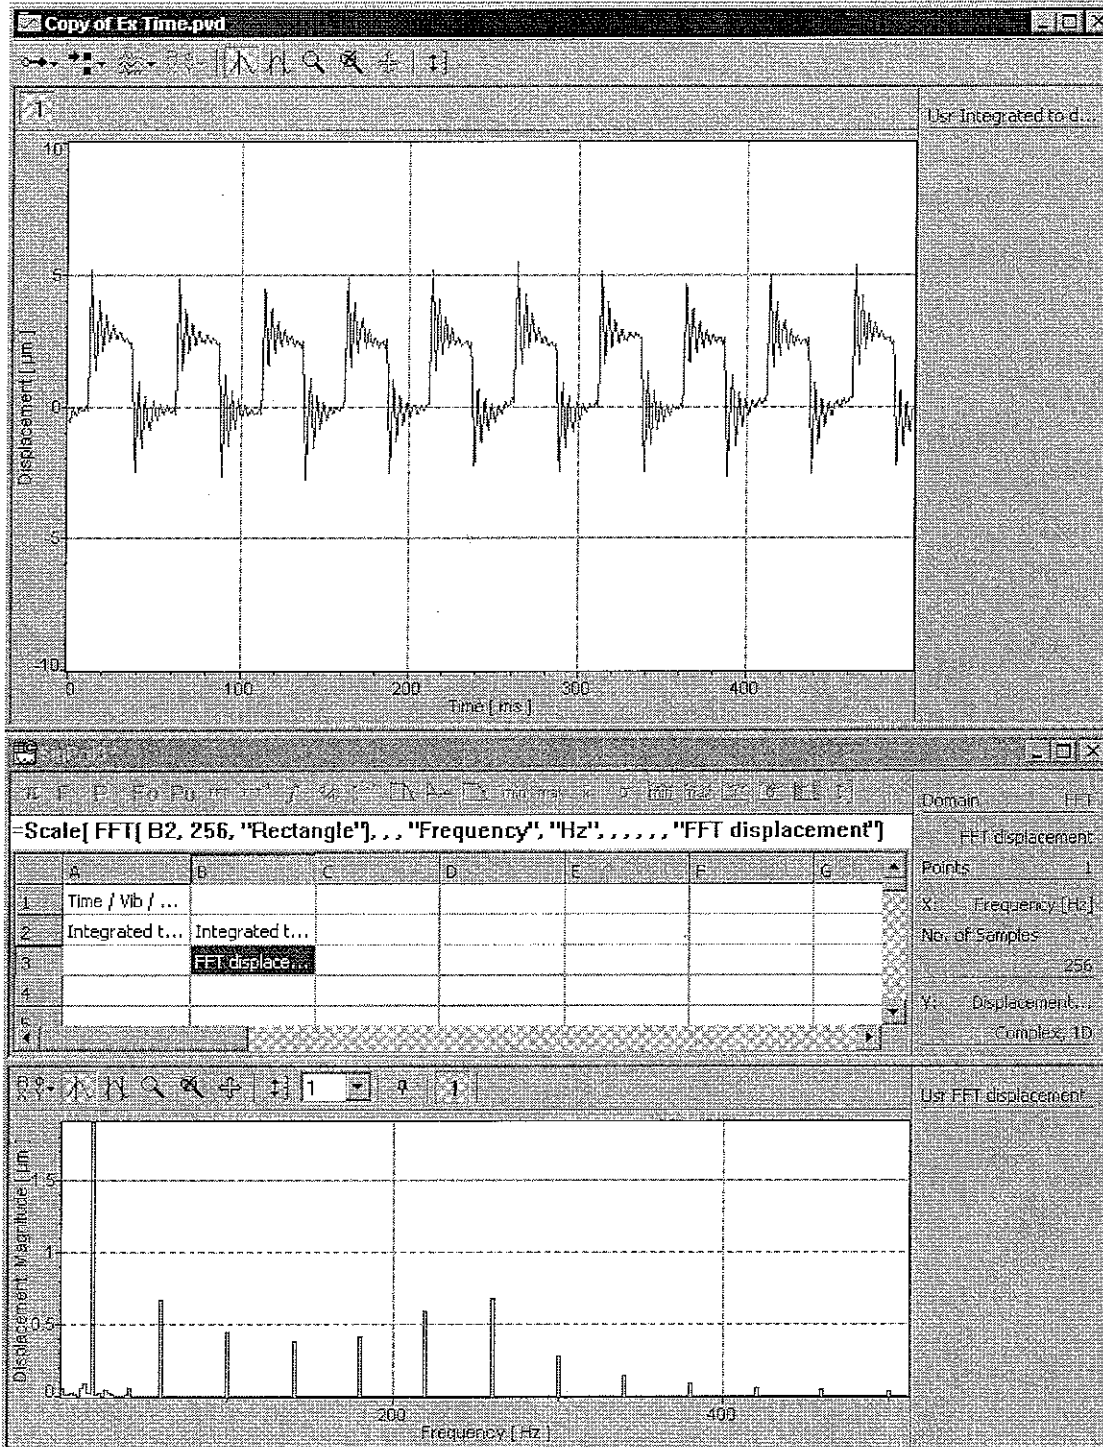 Copy of Ex Time.pvd
Usr Integrated to d...
10
5
0
-5
-10
Displacement [ µm ]
0 100 200 300 400
Time [ ms ]
=Scale( FFT( B2, 256, "Rectangle"), , , "Frequency", "Hz", , , , , , "FFT displacement")
A B C D E F G
1 Time / Vib / ...
2 Integrated t... Integrated t...
3 FFT displace...
4
5
Domain FFT
FFT displacement
Points 1
X: Frequency [Hz]
No. of Samples
256
Y: Displacement...
Complex, 1D
1
Usr FFT displacement
1.5
1
0.5
0
Displacement Magnitude [ µm
200 400
Frequency [ Hz ]